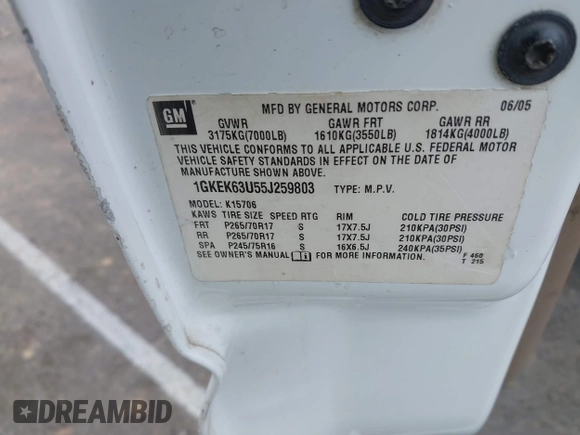 GM
MFD BY GENERAL MOTORS CORP. 06/05
GVWR GAWR FRT GAWR RR
3175KG(7000LB) 1610KG(3550LB) 1814KG(4000LB)
THIS VEHICLE CONFORMS TO ALL APPLICABLE U.S. FEDERAL MOTOR
VEHICLE SAFETY STANDARDS IN EFFECT ON THE DATE OF
MANUFACTURE SHOWN ABOVE.
1GKEK63U55J259803 TYPE: M.P.V.
MODEL: K15706
KAWS TIRE SIZE SPEED RTG RIM COLD TIRE PRESSURE
FRT P265/70R17 S 17X7.5J 210KPA(30PSI)
RR P265/70R17 S 17X7.5J 210KPA(30PSI)
SPA P245/75R16 S 16X6.5J 240KPA(35PSI)
SEE OWNER'S MANUAL FOR MORE INFORMATION. F 460
T 215
DREAMBID